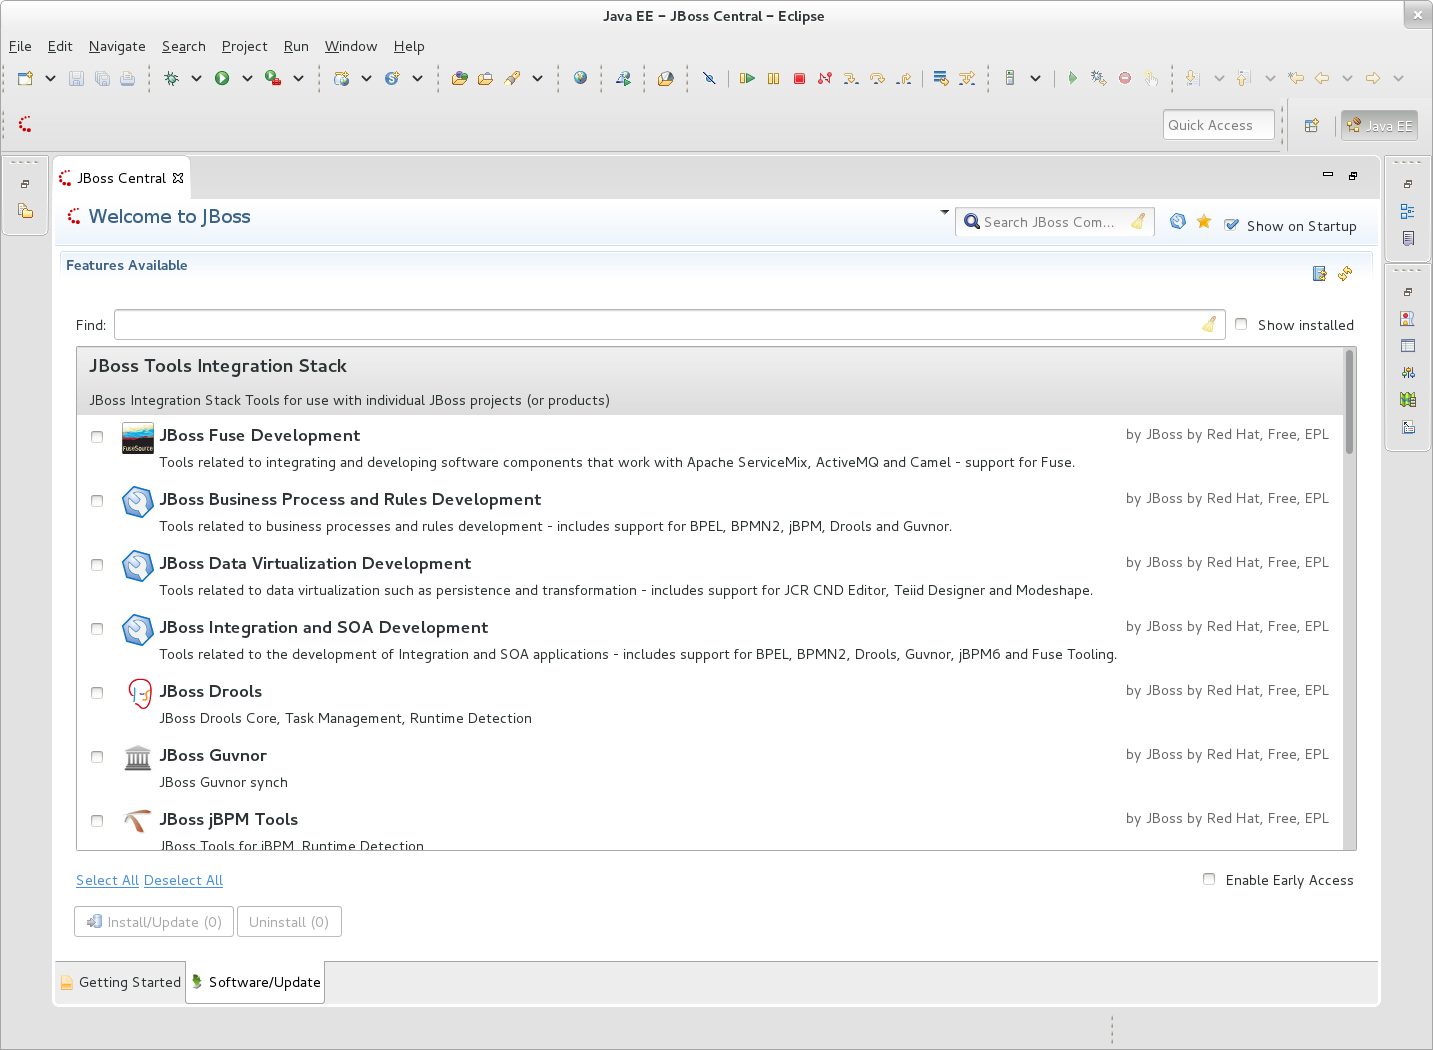 Java EE – JBoss Central – Eclipse
File Edit Navigate Search Project Run Window Help
Quick Access
Java EE
JBoss Central
Welcome to JBoss
Search JBoss Com...
Show on Startup
Features Available
Find:
Show installed
JBoss Tools Integration Stack
JBoss Integration Stack Tools for use with individual JBoss projects (or products)
FuseSource
JBoss Fuse Development
by JBoss by Red Hat, Free, EPL
Tools related to integrating and developing software components that work with Apache ServiceMix, ActiveMQ and Camel - support for Fuse.
JBoss Business Process and Rules Development
by JBoss by Red Hat, Free, EPL
Tools related to business processes and rules development - includes support for BPEL, BPMN2, jBPM, Drools and Guvnor.
JBoss Data Virtualization Development
by JBoss by Red Hat, Free, EPL
Tools related to data virtualization such as persistence and transformation - includes support for JCR CND Editor, Teiid Designer and Modeshape.
JBoss Integration and SOA Development
by JBoss by Red Hat, Free, EPL
Tools related to the development of Integration and SOA applications - includes support for BPEL, BPMN2, Drools, Guvnor, jBPM6 and Fuse Tooling.
JBoss Drools
by JBoss by Red Hat, Free, EPL
JBoss Drools Core, Task Management, Runtime Detection
JBoss Guvnor
by JBoss by Red Hat, Free, EPL
JBoss Guvnor synch
JBoss jBPM Tools
by JBoss by Red Hat, Free, EPL
JBoss Tools for jBPM, Runtime Detection
Select All Deselect All
Enable Early Access
Install/Update (0) Uninstall (0)
Getting Started Software/Update